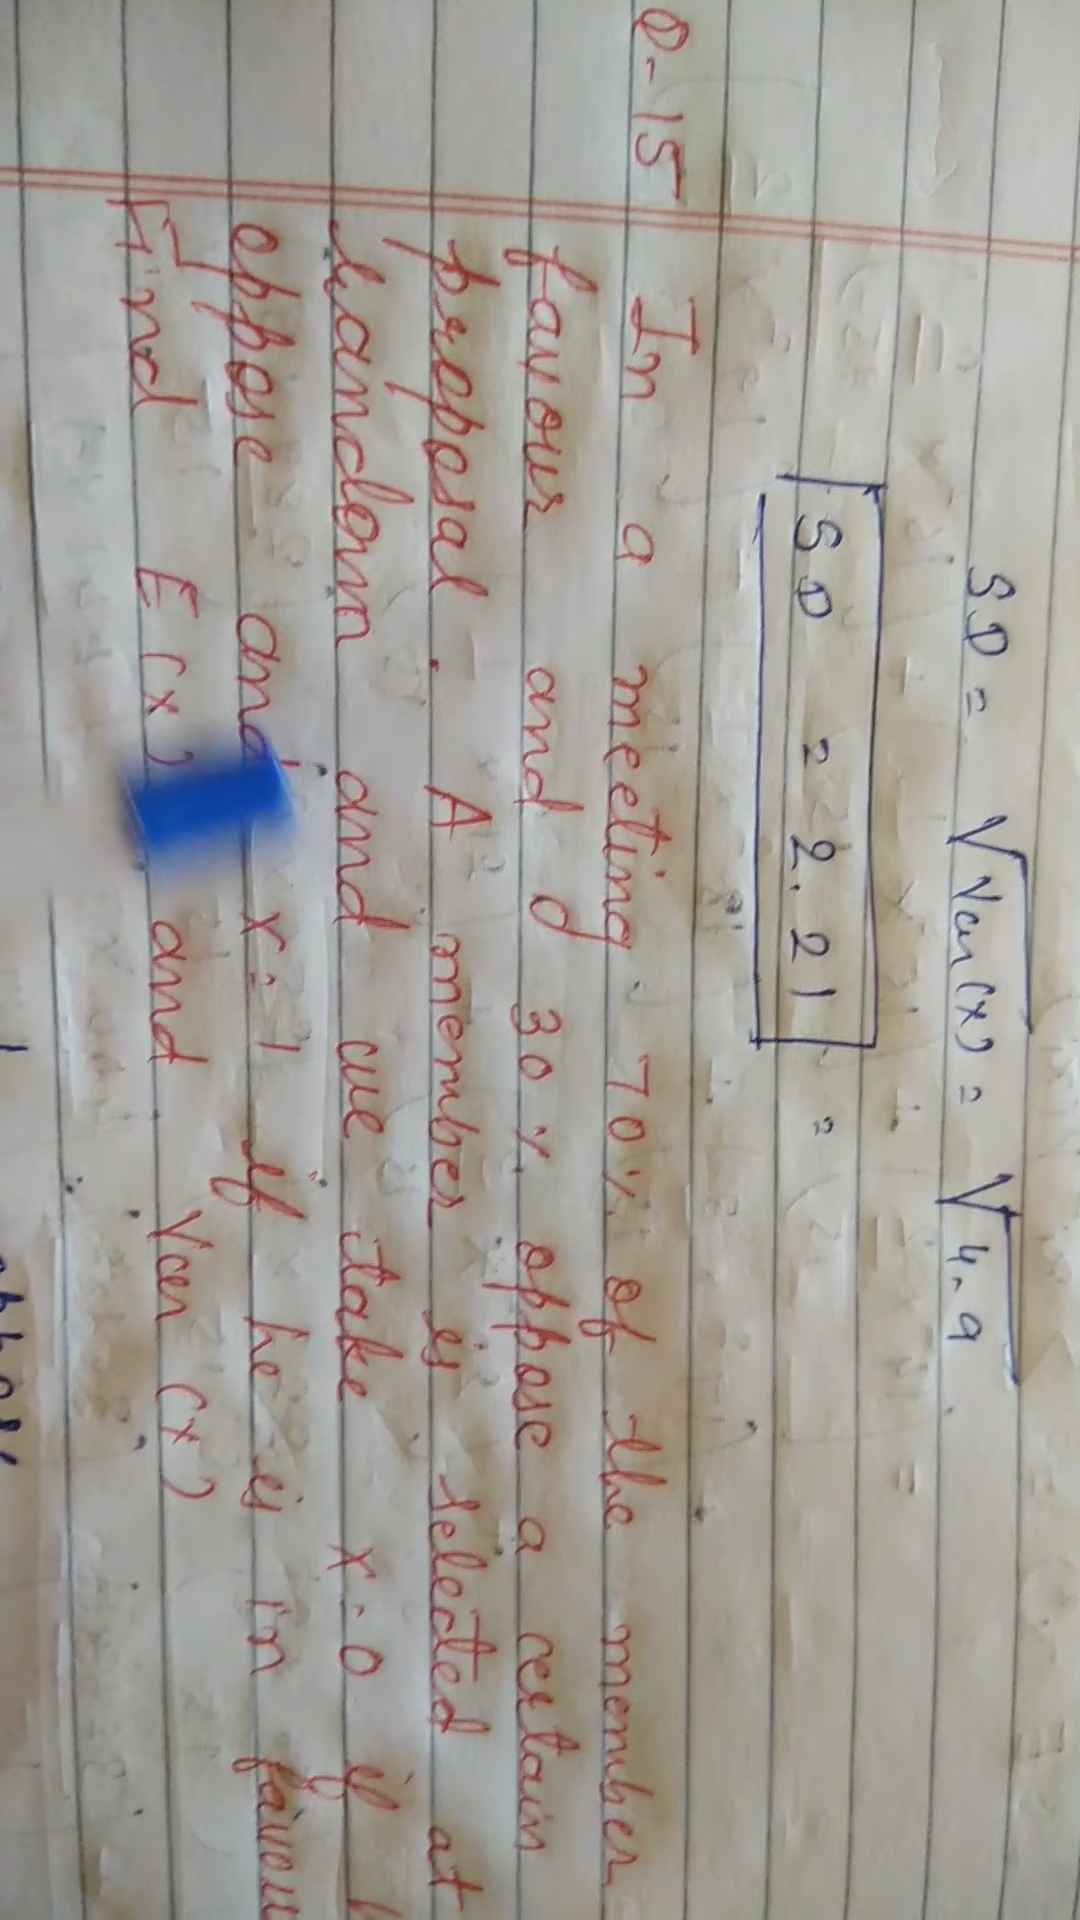 SD = √Var(x) = √4.9
SD = 2.21
Q-15 In a meeting 70% of the member
favour and 30% oppose a certain
proposal. A member is selected at
random and we take x=0 if
oppose and x=1 if he is in favour
Find E(x) and Var(x)